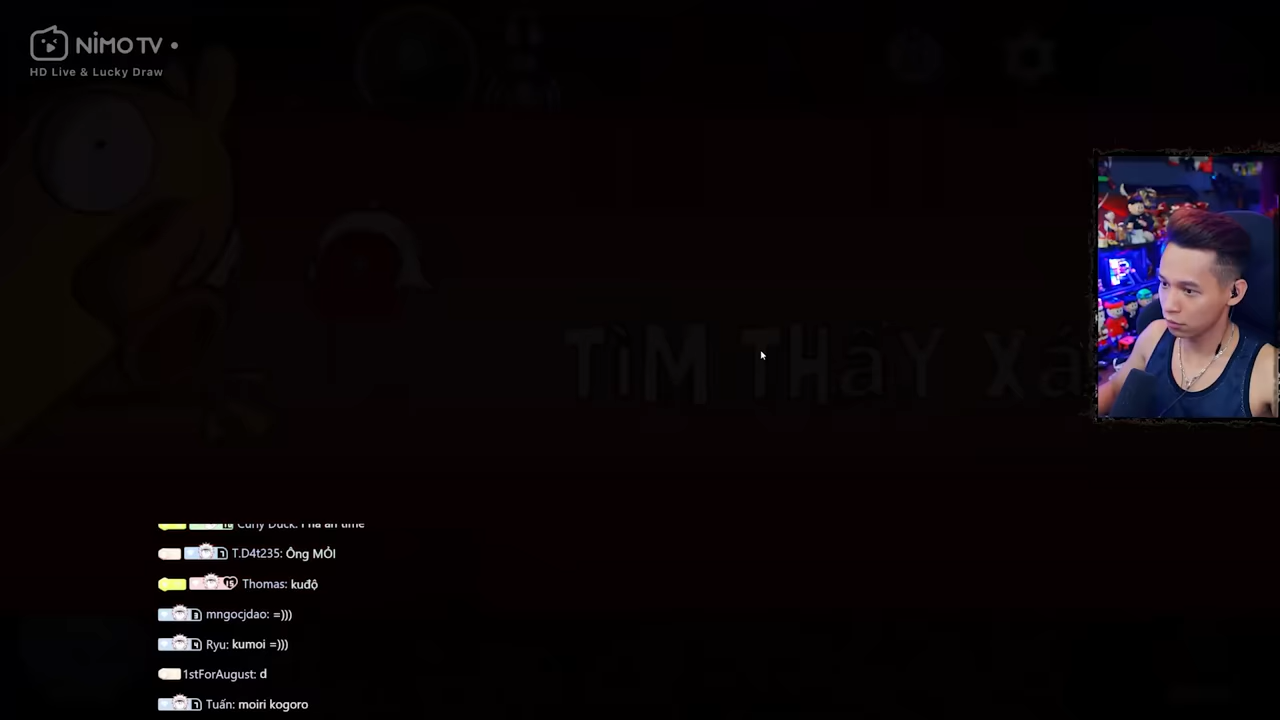 NiMO TV
HD Live & Lucky Draw
TÌM THẤY XÁ
T.D4t235: Ông MỎI
Thomas: kuđộ
mngocjdao: =)))
Ryu: kumoi =)))
1stForAugust: d
Tuấn: moiri kogoro